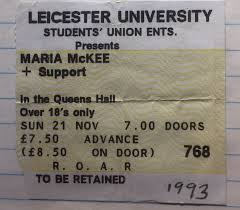 LEICESTER UNIVERSITY
STUDENTS' UNION ENTS.
Presents
MARIA McKEE
+ Support
In the Queens Hall
Over 18's only
SUN 21 NOV 7.00 DOORS
£7.50 ADVANCE
(£8.50 ON DOOR) 768
R. O. A. R
TO BE RETAINED
1993